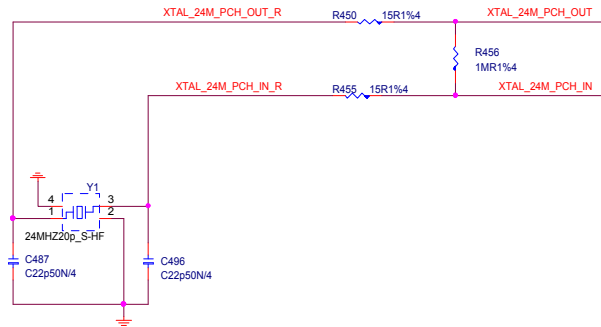 XTAL_24M_PCH_OUT_R R450 15R1%4 XTAL_24M_PCH_OUT
R456
1MR1%4
XTAL_24M_PCH_IN_R R455 15R1%4 XTAL_24M_PCH_IN
Y1
4 3
1 2
24MHZ20p_S-HF
C487 C496
C22p50N/4 C22p50N/4